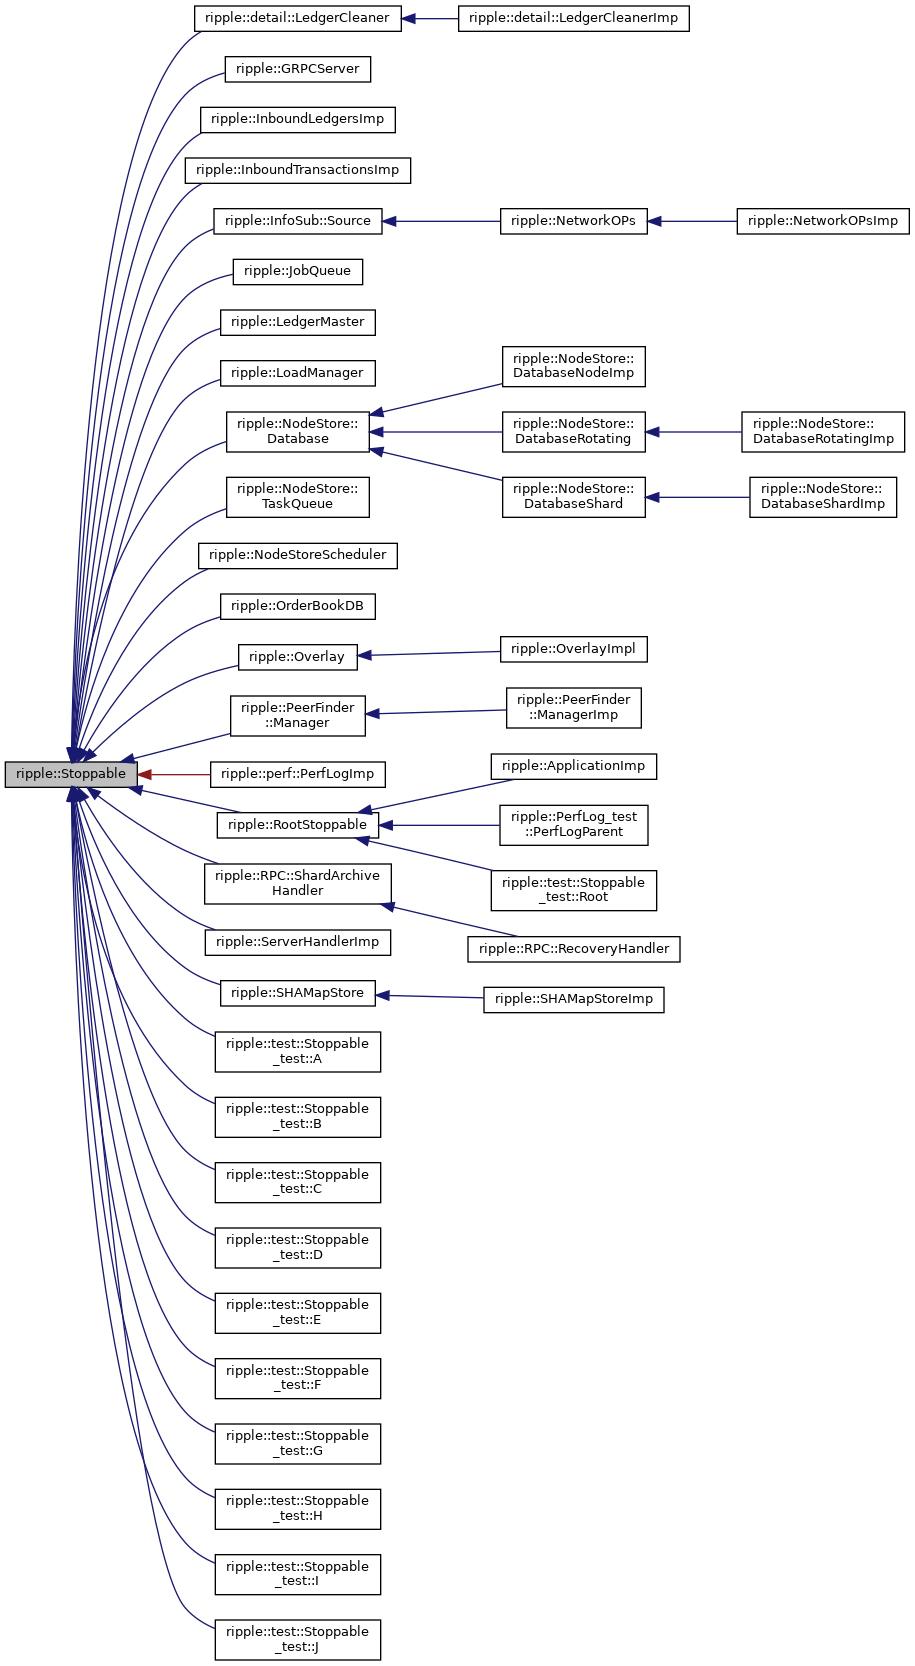 ripple::detail::LedgerCleaner
ripple::detail::LedgerCleanerImp
ripple::GRPCServer
ripple::InboundLedgersImp
ripple::InboundTransactionsImp
ripple::InfoSub::Source
ripple::NetworkOPs
ripple::NetworkOPsImp
ripple::JobQueue
ripple::LedgerMaster
ripple::LoadManager
ripple::NodeStore::
Database
ripple::NodeStore::
DatabaseNodeImp
ripple::NodeStore::
DatabaseRotating
ripple::NodeStore::
DatabaseRotatingImp
ripple::NodeStore::
DatabaseShard
ripple::NodeStore::
DatabaseShardImp
ripple::NodeStore::
TaskQueue
ripple::NodeStoreScheduler
ripple::OrderBookDB
ripple::Overlay
ripple::OverlayImpl
ripple::PeerFinder
::Manager
ripple::PeerFinder
::ManagerImp
ripple::Stoppable
ripple::perf::PerfLogImp
ripple::RootStoppable
ripple::ApplicationImp
ripple::PerfLog_test
::PerfLogParent
ripple::test::Stoppable
_test::Root
ripple::RPC::ShardArchive
Handler
ripple::RPC::RecoveryHandler
ripple::ServerHandlerImp
ripple::SHAMapStore
ripple::SHAMapStoreImp
ripple::test::Stoppable
_test::A
ripple::test::Stoppable
_test::B
ripple::test::Stoppable
_test::C
ripple::test::Stoppable
_test::D
ripple::test::Stoppable
_test::E
ripple::test::Stoppable
_test::F
ripple::test::Stoppable
_test::G
ripple::test::Stoppable
_test::H
ripple::test::Stoppable
_test::I
ripple::test::Stoppable
_test::J